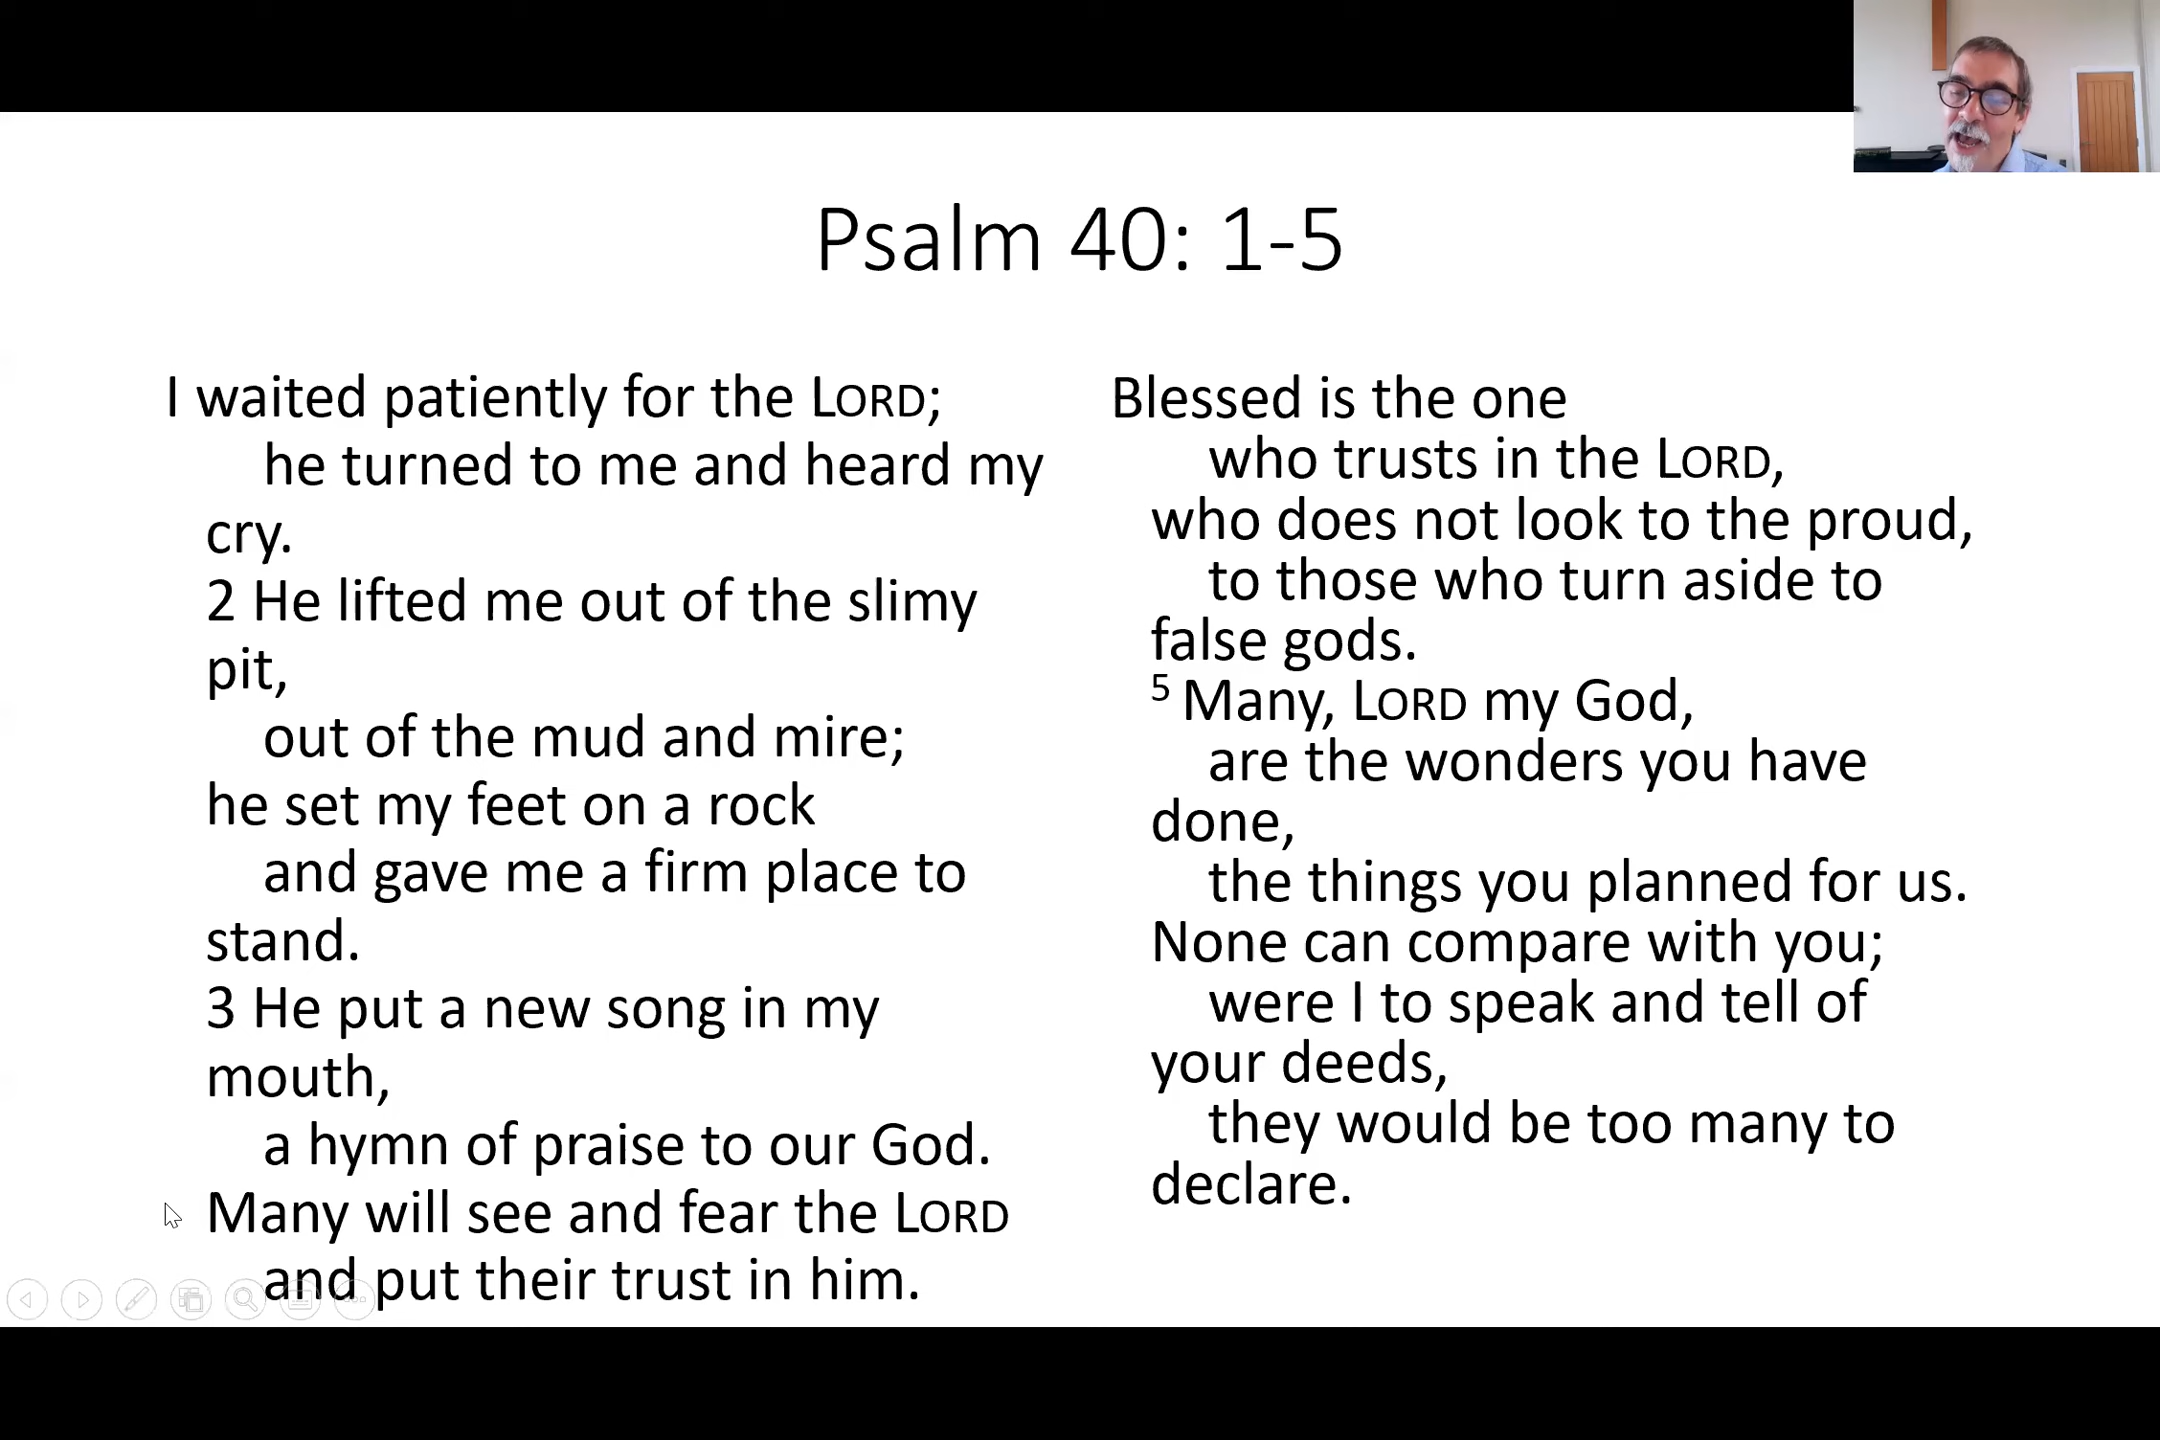 Psalm 40: 1-5
I waited patiently for the LORD;
he turned to me and heard my
cry.
2 He lifted me out of the slimy
pit,
out of the mud and mire;
he set my feet on a rock
and gave me a firm place to
stand.
3 He put a new song in my
mouth,
a hymn of praise to our God.
Many will see and fear the LORD
and put their trust in him.
Blessed is the one
who trusts in the LORD,
who does not look to the proud,
to those who turn aside to
false gods.
5 Many, LORD my God,
are the wonders you have
done,
the things you planned for us.
None can compare with you;
were I to speak and tell of
your deeds,
they would be too many to
declare.